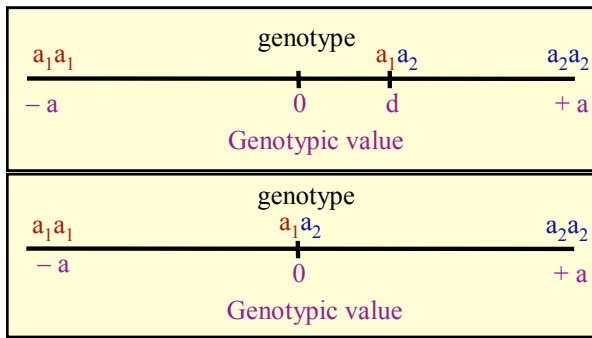 genotype
a₁a₁ a₁a₂ a₂a₂
– a 0 d + a
Genotypic value
genotype
a₁a₁ a₁a₂ a₂a₂
– a 0 + a
Genotypic value